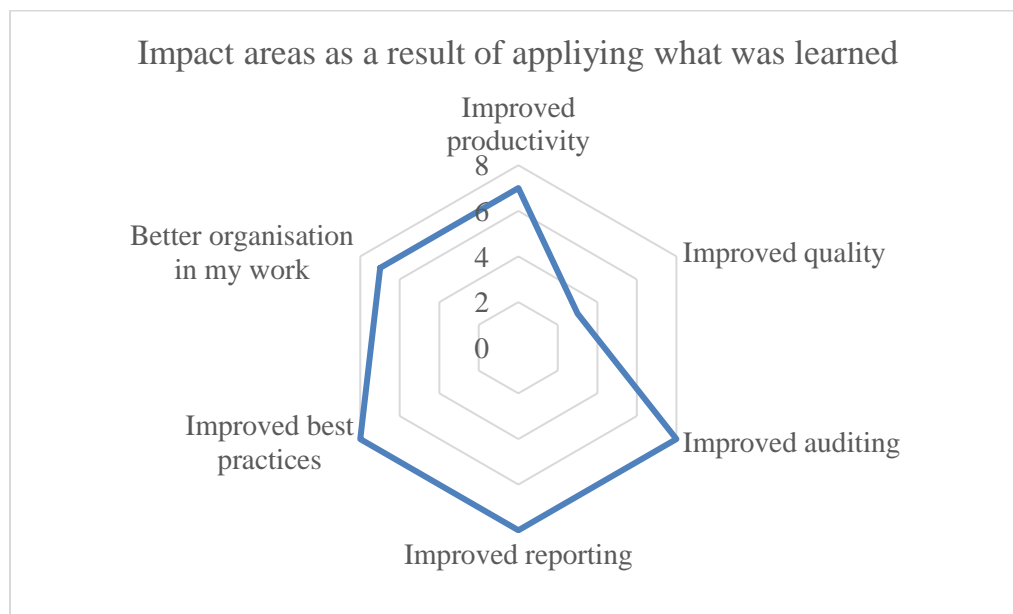 Impact areas as a result of appliying what was learned
Improved
productivity
8
6
4
2
0
Improved quality
Improved auditing
Improved reporting
Improved best
practices
Better organisation
in my work